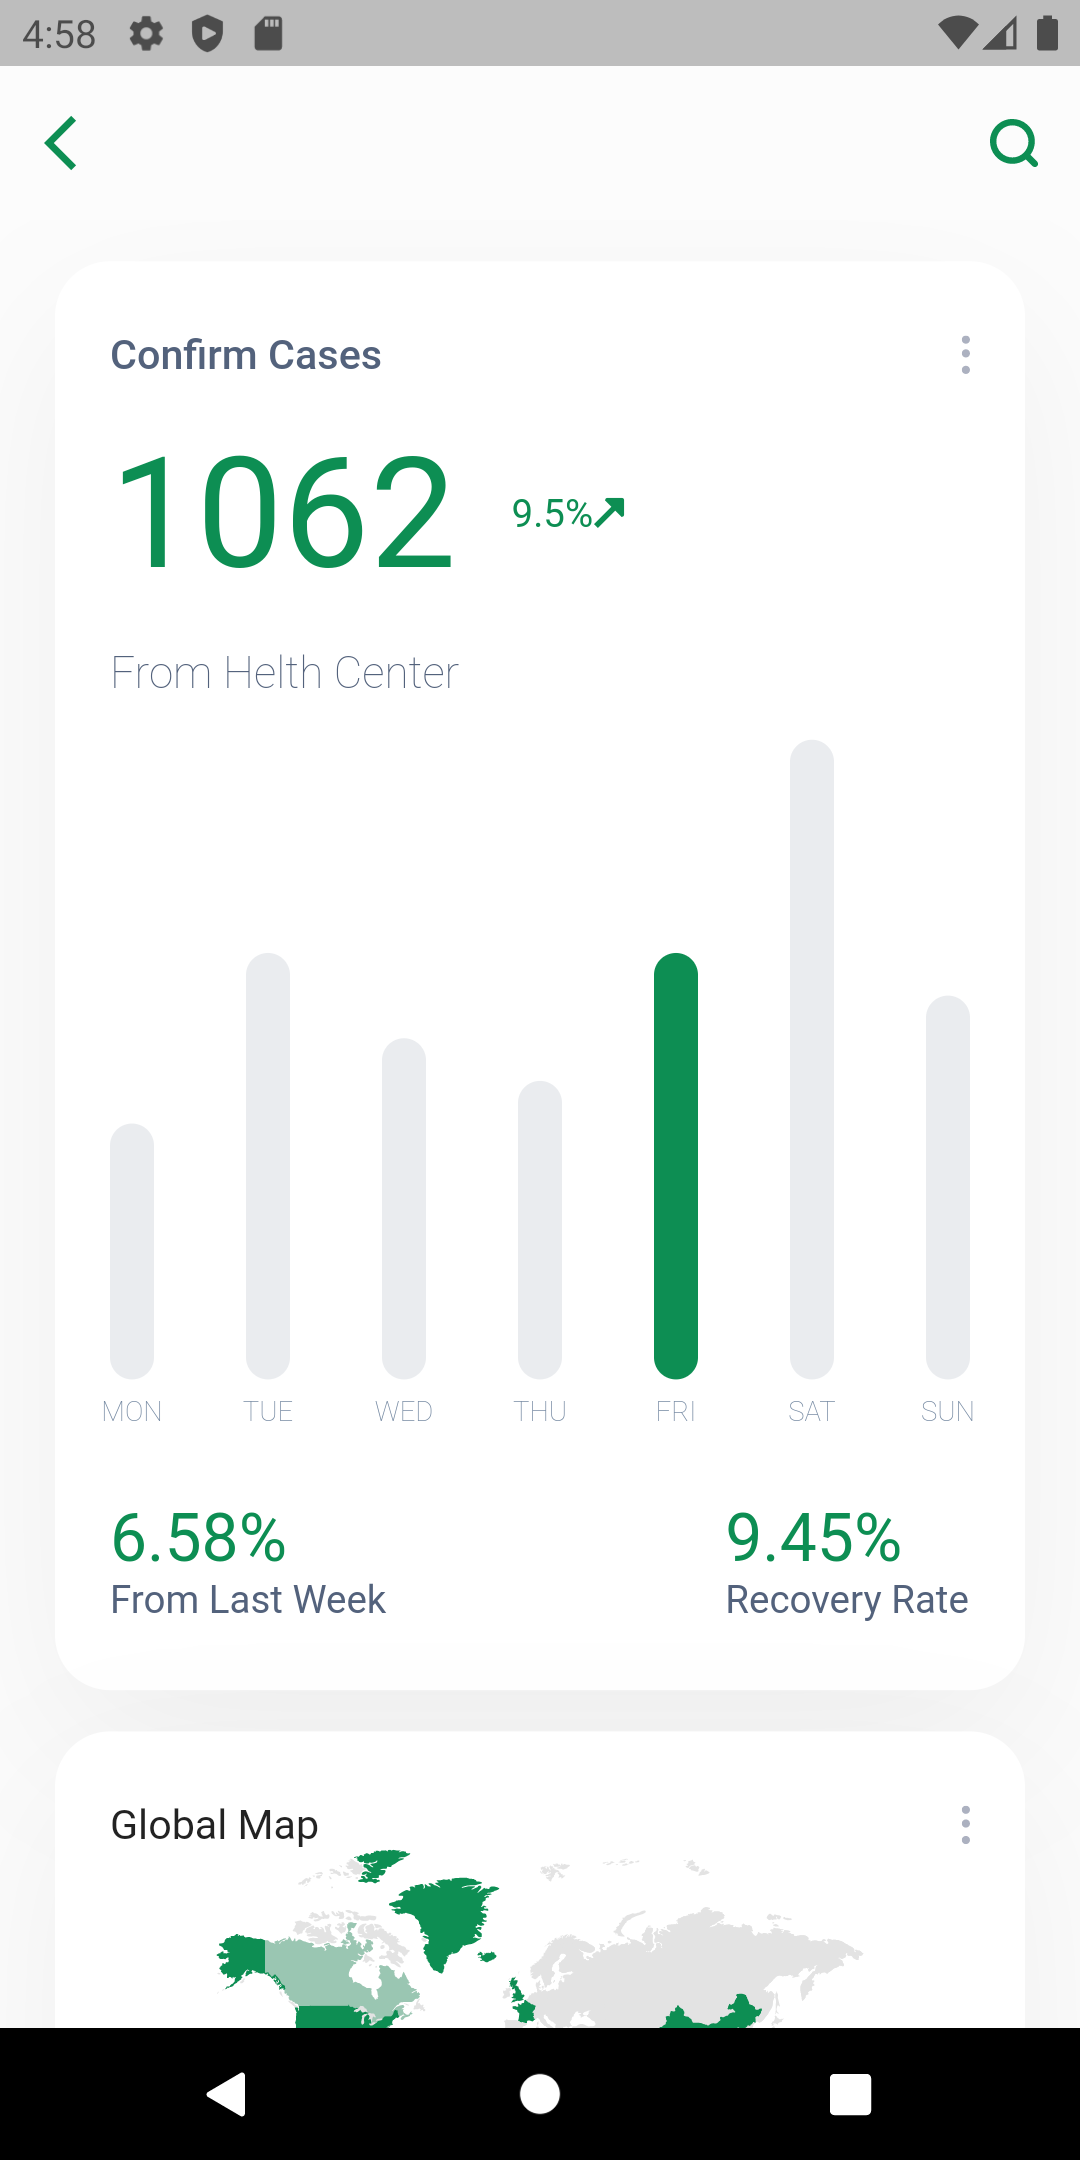 4:58
Confirm Cases
1062
9.5%
From Helth Center
MON TUE WED THU FRI SAT SUN
6.58% 9.45%
From Last Week Recovery Rate
Global Map